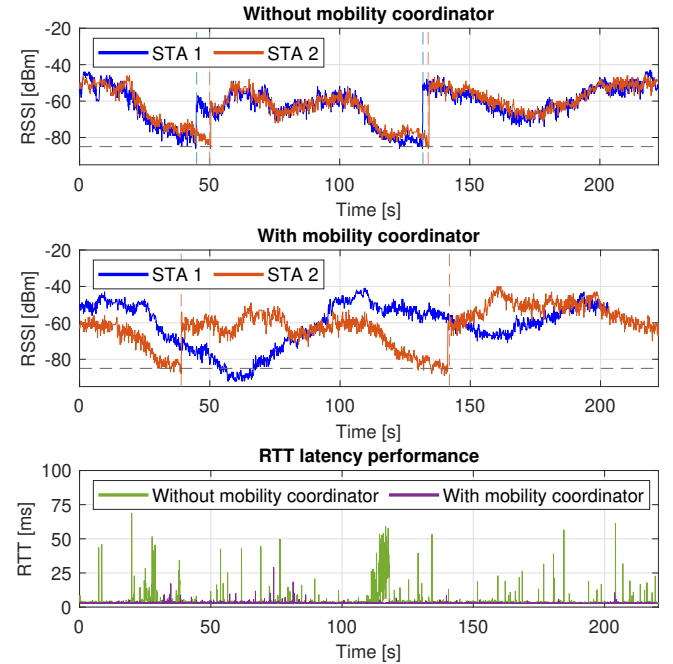 Without mobility coordinator
-20
-40
-60
-80
RSSI [dBm]
STA 1 STA 2
0 50 100 150 200
Time [s]
With mobility coordinator
-20
-40
-60
-80
RSSI [dBm]
STA 1 STA 2
0 50 100 150 200
Time [s]
RTT latency performance
100
75
50
25
0
RTT [ms]
Without mobility coordinator With mobility coordinator
0 50 100 150 200
Time [s]